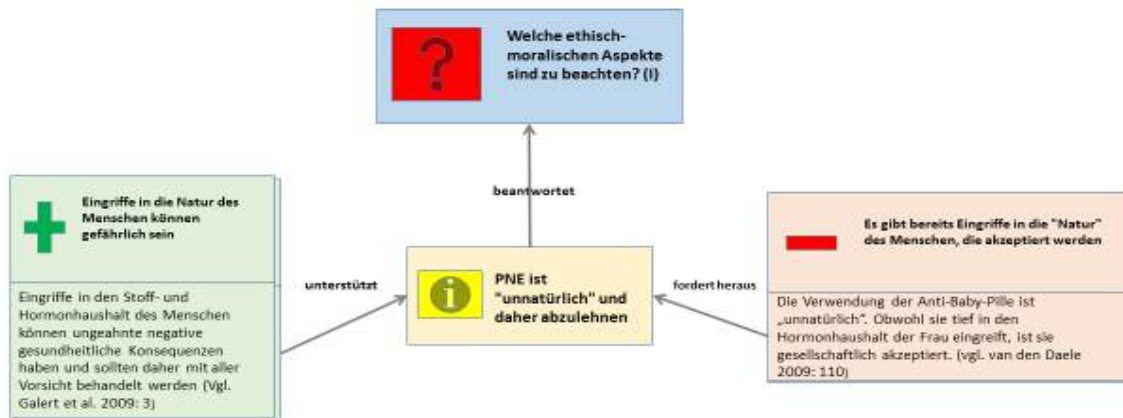 Welche ethisch-
moralischen Aspekte
sind zu beachten? (I)
beantwortet
Eingriffe in die Natur des
Menschen können
gefährlich sein
Eingriffe in den Stoff- und
Hormonhaushalt des Menschen
können ungeahnte negative
gesundheitliche Konsequenzen
haben und sollten daher mit aller
Vorsicht behandelt werden (Vgl.
Galert et al. 2009: 3)
unterstützt
PNE ist
"unnatürlich" und
daher abzulehnen
fordert heraus
Es gibt bereits Eingriffe in die "Natur"
des Menschen, die akzeptiert werden
Die Verwendung der Anti-Baby-Pille ist
„unnatürlich". Obwohl sie tief in den
Hormonhaushalt der Frau eingreift, ist sie
gesellschaftlich akzeptiert. (vgl. van den Daele
2009: 110)